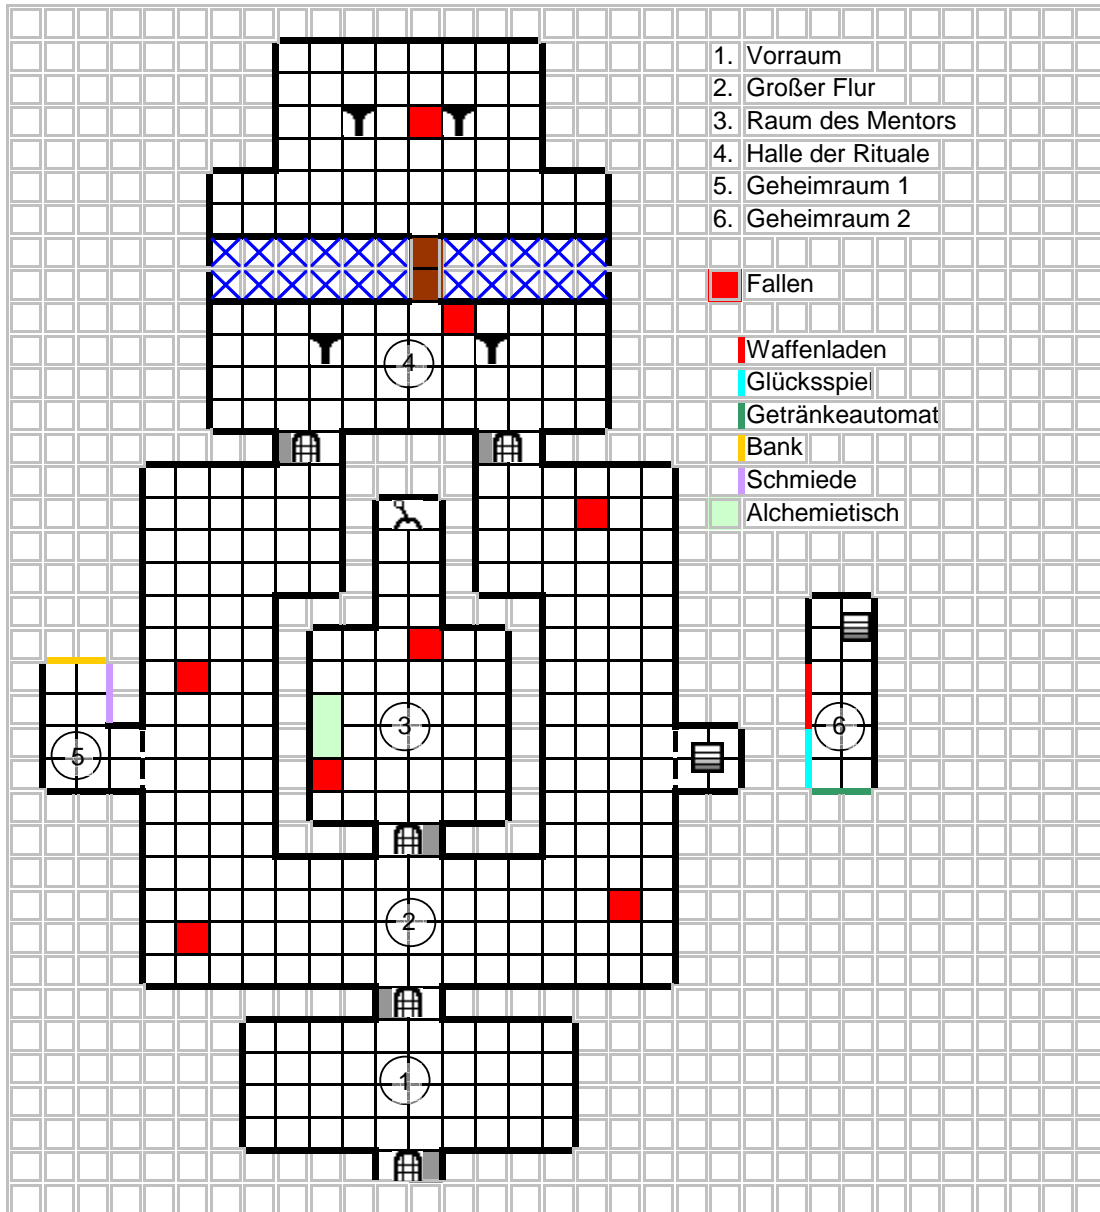 1. Vorraum
2. Großer Flur
3. Raum des Mentors
4. Halle der Rituale
5. Geheimraum 1
6. Geheimraum 2
Fallen
Waffenladen
Glücksspiel
Getränkeautomat
Bank
Schmiede
Alchemietisch
4
3
6
5
2
1